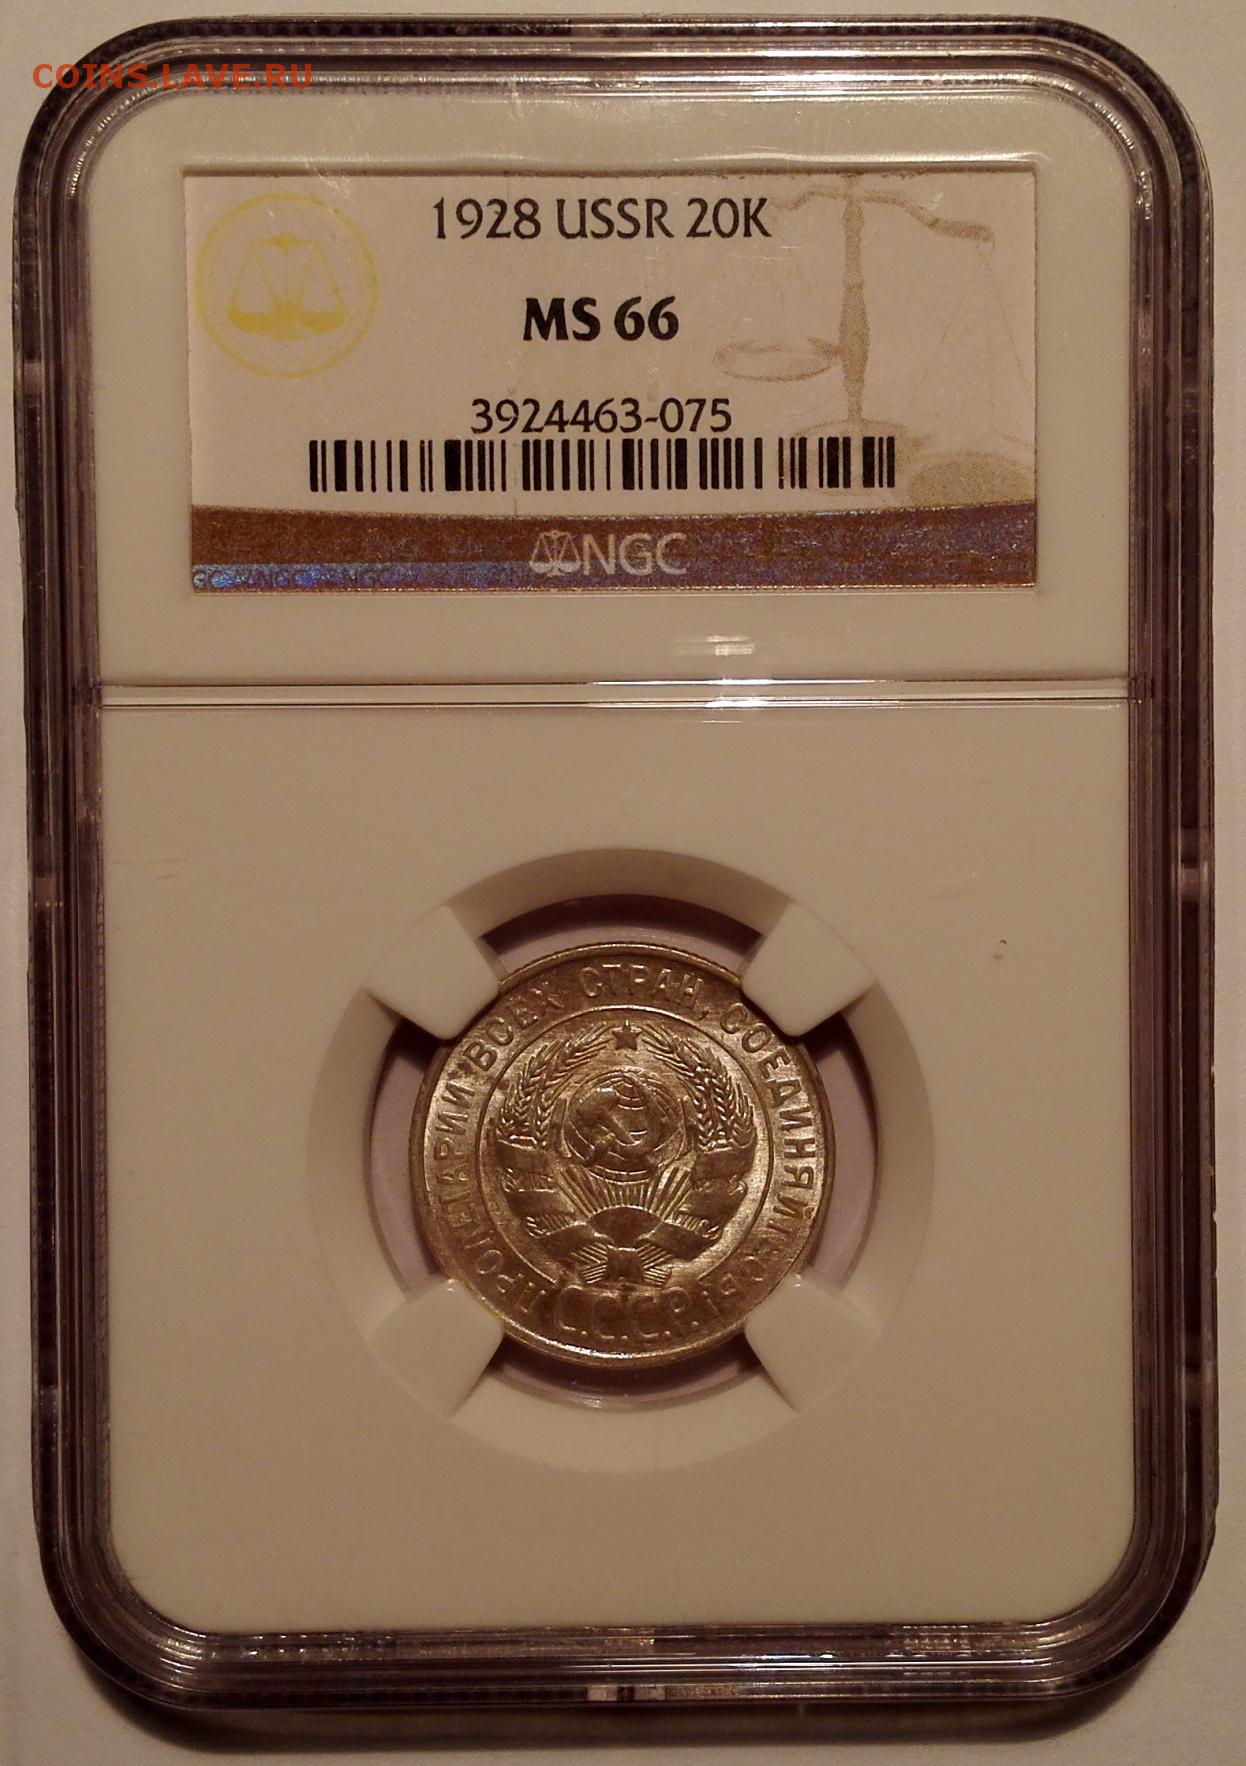 COINS.LAVE.RU
1928 USSR 20K
MS 66
3924463-075
NGC
ПРОЛЕТАРИИ ВСЕХ СТРАН, СОЕДИНЯЙТЕСЬ!
С.С.С.Р.